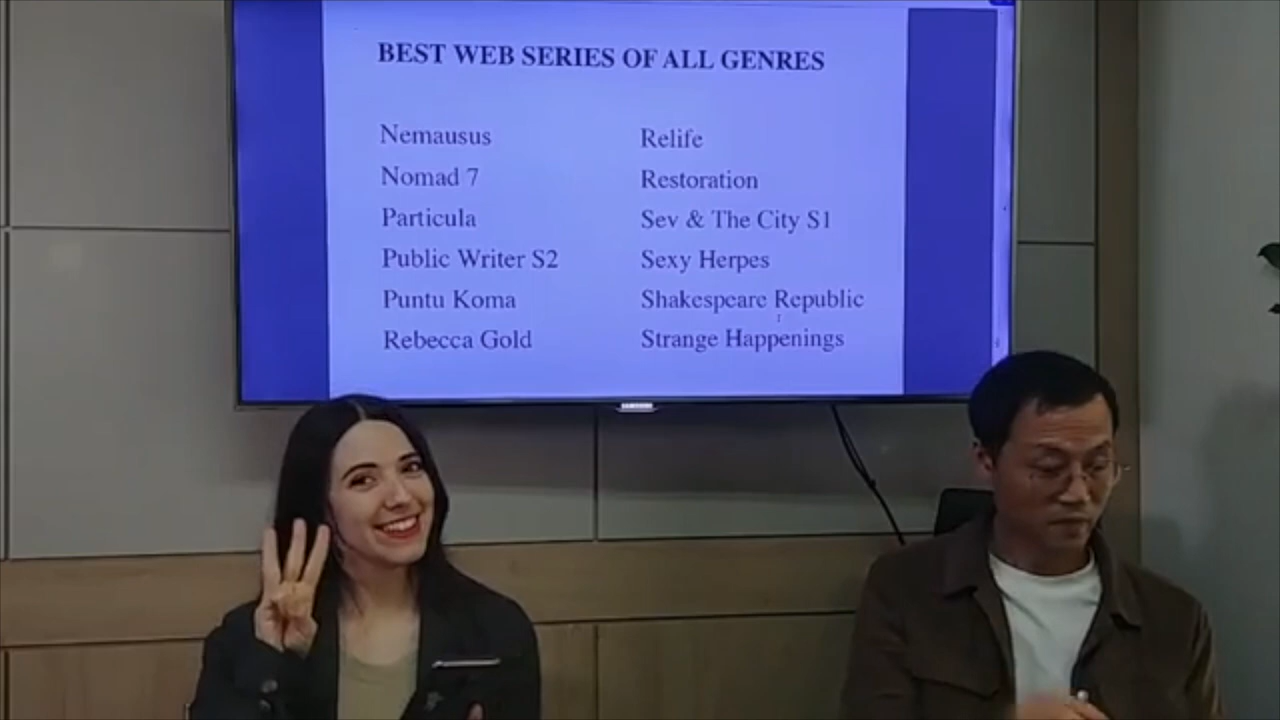 BEST WEB SERIES OF ALL GENRES
Nemausus
Nomad 7
Particula
Public Writer S2
Puntu Koma
Rebecca Gold
Relife
Restoration
Sev & The City S1
Sexy Herpes
Shakespeare Republic
Strange Happenings
SAMSUNG